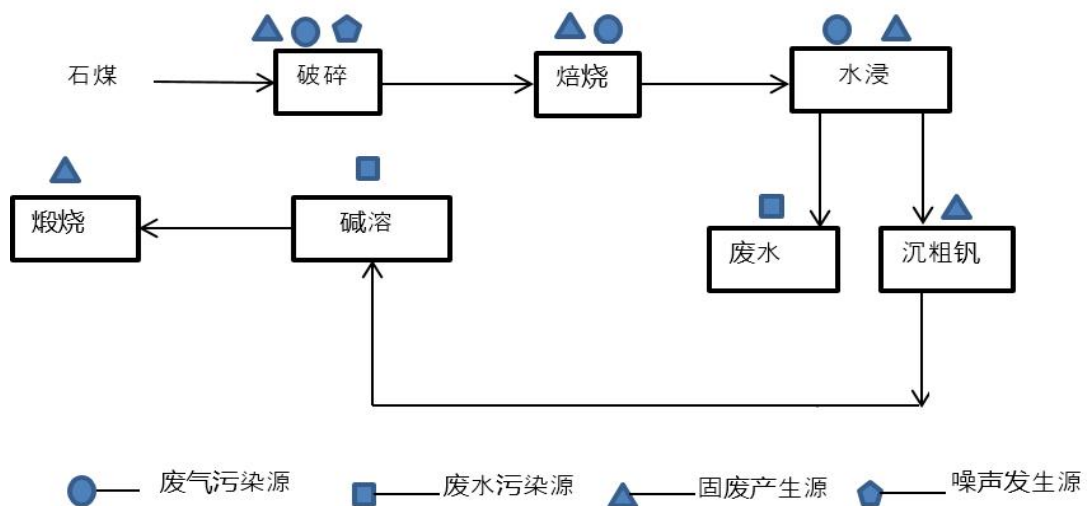 石煤
破碎
焙烧
水浸
煅烧
碱溶
废水
沉粗钒
废气污染源
废水污染源
固废产生源
噪声发生源